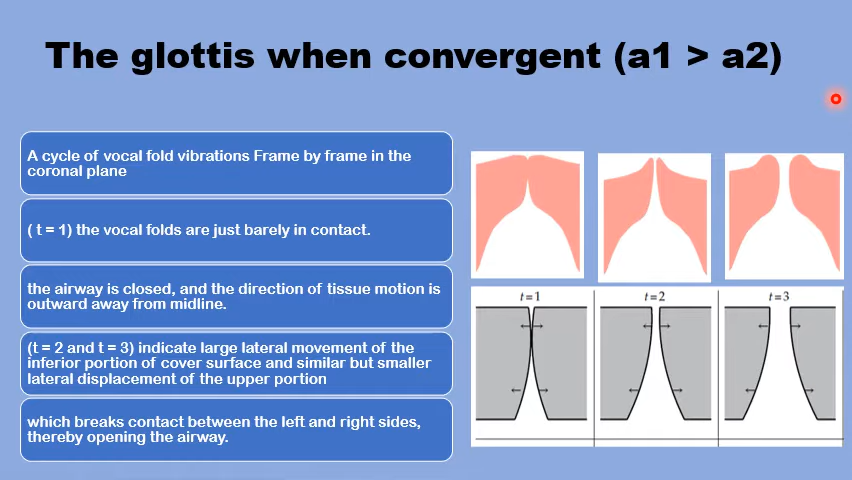 The glottis when convergent (a1 > a2)
A cycle of vocal fold vibrations Frame by frame in the
coronal plane
( t = 1) the vocal folds are just barely in contact.
the airway is closed, and the direction of tissue motion is
outward away from midline.
(t = 2 and t = 3) indicate large lateral movement of the
inferior portion of cover surface and similar but smaller
lateral displacement of the upper portion
which breaks contact between the left and right sides,
thereby opening the airway.
t=1
t=2
t=3